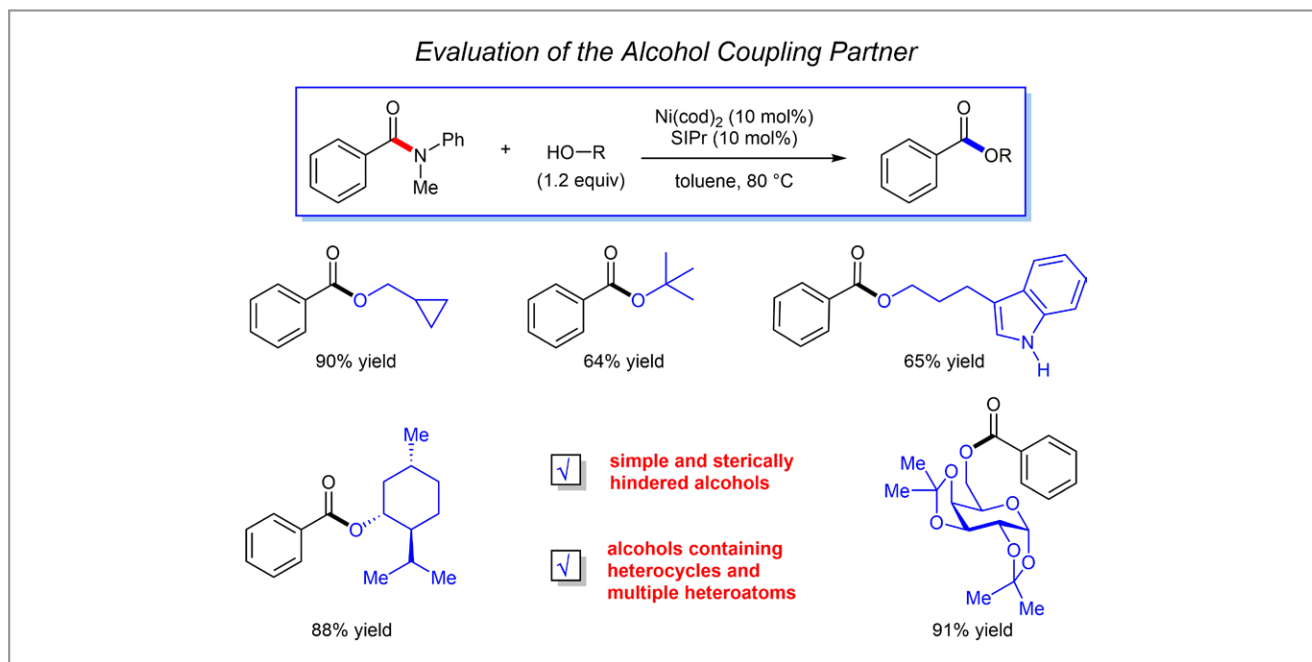 Evaluation of the Alcohol Coupling Partner
O
N
Ph
Me
+
HO–R
(1.2 equiv)
Ni(cod)2 (10 mol%)
SIPr (10 mol%)
toluene, 80 °C
O
OR
O
O
90% yield
O
O
64% yield
O
O
N
H
65% yield
O
O
Me
Me
Me
88% yield
√ simple and sterically
hindered alcohols
√ alcohols containing
heterocycles and
multiple heteroatoms
O
O
Me
Me
O
O
O
O
O
Me
Me
91% yield